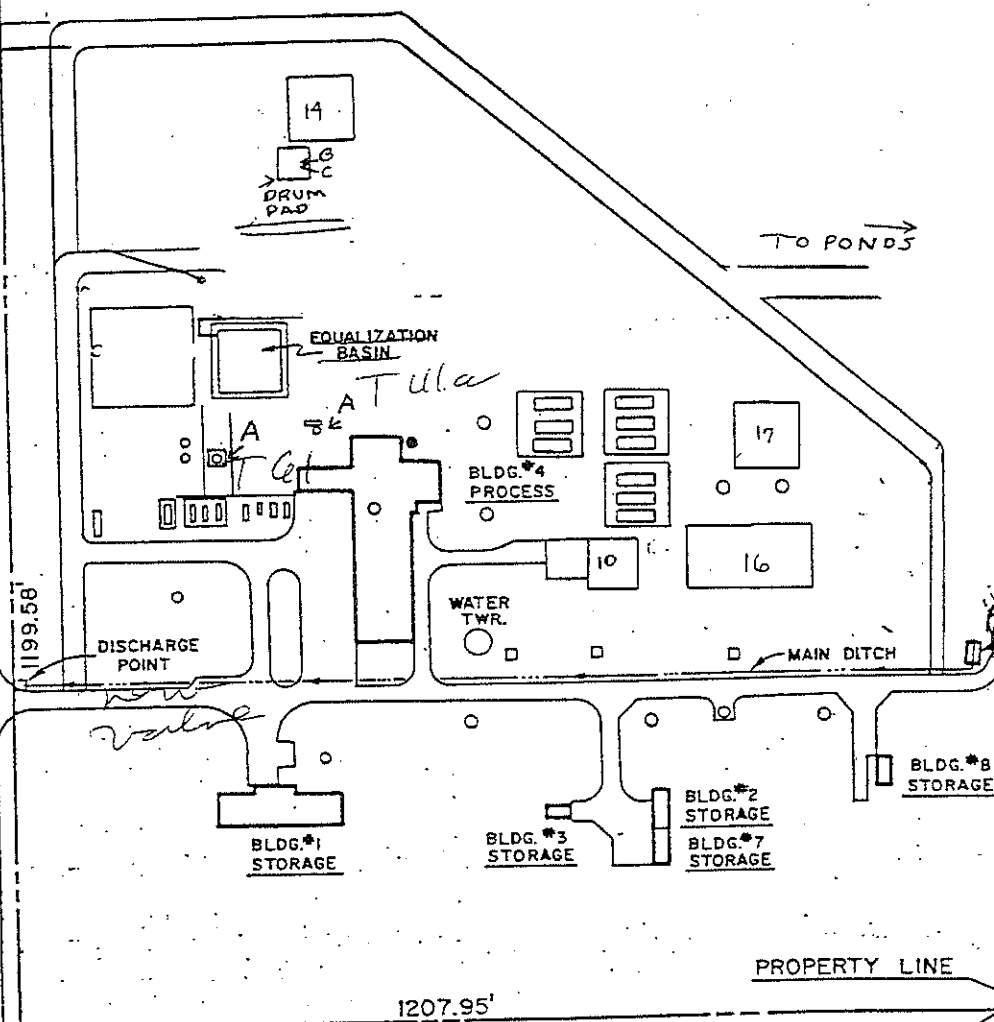 14
B
C
DRUM
PAD
TO PONDS
EQUALIZATION
BASIN
A
A
17
BLDG.#4
PROCESS
10
16
1199.58'
WATER
TWR.
DISCHARGE
POINT
MAIN DITCH
new
valve
BLDG.#8
STORAGE
BLDG.#2
STORAGE
BLDG.#3
STORAGE
BLDG.#7
STORAGE
BLDG.#1
STORAGE
PROPERTY LINE
1207.95'